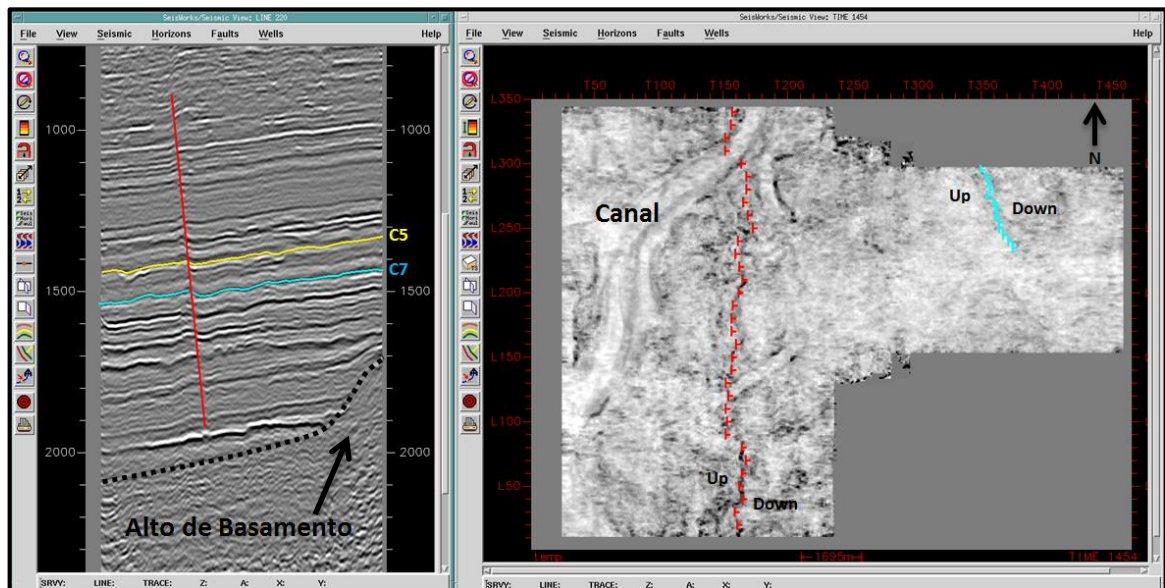 SeisWorks/Seismic View: LINE 220
File View Seismic Horizons Faults Wells Help
1000 1000
C5
C7
1500 1500
2000 2000
Alto de Basamento
SRVY: LINE: TRACE: Z: A: X: Y:
SeisWorks/Seismic View: TIME 1454
File View Seismic Horizons Faults Wells Help
T50 T100 T150 T200 T250 T300 T350 T400 T450
L350
N
L300
Up
Down
Canal
L250
L200
L150
L100
Up
Down
L50
temp 1695m TIME 1454
SRVY: LINE: TRACE: Z: A: X: Y: